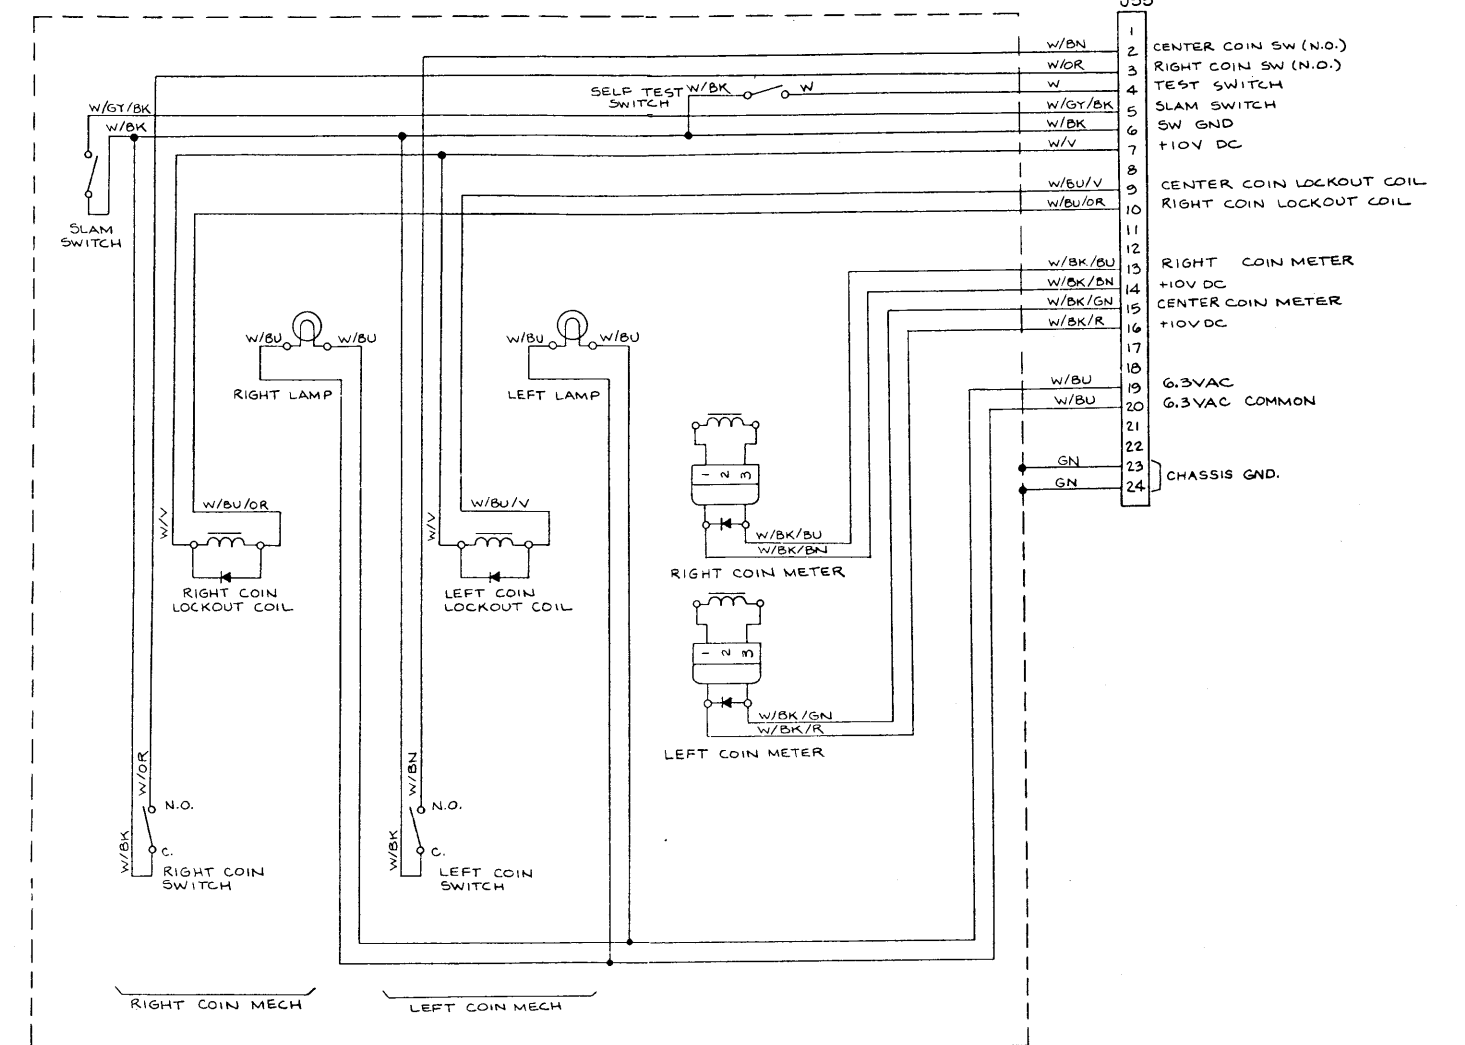 J55
1
W/BN 2 CENTER COIN SW (N.O.)
W/OR 3 RIGHT COIN SW (N.O.)
SELF TEST W/BK W W 4 TEST SWITCH
SWITCH
W/GY/BK W/GY/BK 5 SLAM SWITCH
W/BK W/BK 6 SW GND
W/V 7 +10V DC
8
W/BU/V 9 CENTER COIN LOCKOUT COIL
W/BU/OR 10 RIGHT COIN LOCKOUT COIL
SLAM
SWITCH
11
12
W/BK/BU 13 RIGHT COIN METER
W/BK/BN 14 +10V DC
W/BK/GN 15 CENTER COIN METER
W/BK/R 16 +10V DC
W/BU W/BU W/BU W/BU
17
18
RIGHT LAMP LEFT LAMP
W/BU 19 6.3VAC
W/BU 20 6.3VAC COMMON
21
22
GN 23
CHASSIS GND.
GN 24
1 2 3
W/V W/BU/OR W/V W/BU/V
W/BK/BU
W/BK/BN
RIGHT COIN METER
RIGHT COIN
LOCKOUT COIL
LEFT COIN
LOCKOUT COIL
1 2 3
W/BK/GN
W/BK/R
LEFT COIN METER
W/OR N.O. W/BN N.O.
W/BK C. W/BK C.
RIGHT COIN
SWITCH
LEFT COIN
SWITCH
RIGHT COIN MECH LEFT COIN MECH